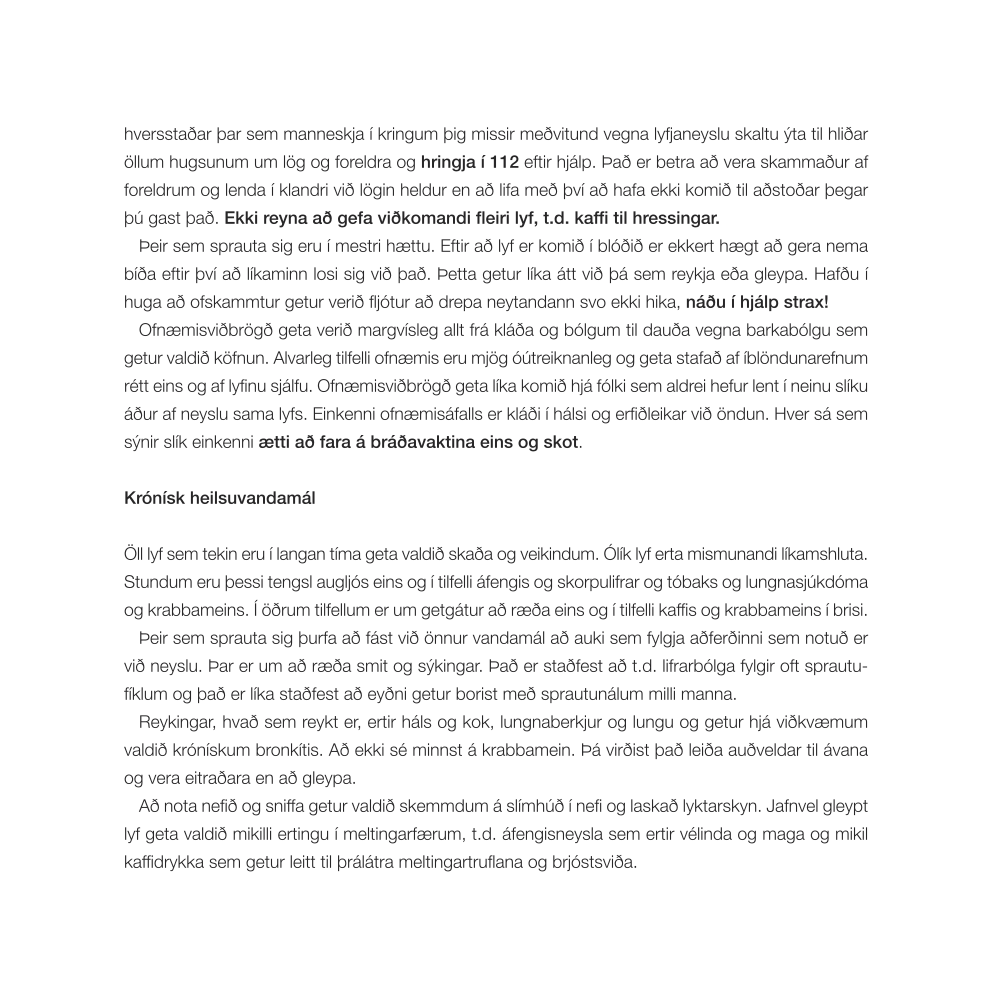 hversstaðar þar sem manneskja í kringum þig missir meðvitund vegna lyfjaneyslu skaltu ýta til hliðar
öllum hugsunum um lög og foreldra og hringja í 112 eftir hjálp. Það er betra að vera skammaður af
foreldrum og lenda í klandri við lögin heldur en að lifa með því að hafa ekki komið til aðstoðar þegar
þú gast það. Ekki reyna að gefa viðkomandi fleiri lyf, t.d. kaffi til hressingar.
Þeir sem sprauta sig eru í mestri hættu. Eftir að lyf er komið í blóðið er ekkert hægt að gera nema
bíða eftir því að líkaminn losi sig við það. Þetta getur líka átt við þá sem reykja eða gleypa. Hafðu í
huga að ofskammtur getur verið fljótur að drepa neytandann svo ekki hika, náðu í hjálp strax!
Ofnæmisviðbrögð geta verið margvísleg allt frá kláða og bólgum til dauða vegna barkabólgu sem
getur valdið köfnun. Alvarleg tilfelli ofnæmis eru mjög óútreiknanleg og geta stafað af íblöndunarefnum
rétt eins og af lyfinu sjálfu. Ofnæmisviðbrögð geta líka komið hjá fólki sem aldrei hefur lent í neinu slíku
áður af neyslu sama lyfs. Einkenni ofnæmisáfalls er kláði í hálsi og erfiðleikar við öndun. Hver sá sem
sýnir slík einkenni ætti að fara á bráðavaktina eins og skot.
Krónísk heilsuvandamál
Öll lyf sem tekin eru í langan tíma geta valdið skaða og veikindum. Ólík lyf erta mismunandi líkamshluta.
Stundum eru þessi tengsl augljós eins og í tilfelli áfengis og skorpulifrar og tóbaks og lungnasjúkdóma
og krabbameins. Í öðrum tilfellum er um getgátur að ræða eins og í tilfelli kaffis og krabbameins í brisi.
Þeir sem sprauta sig þurfa að fást við önnur vandamál að auki sem fylgja aðferðinni sem notuð er
við neyslu. Þar er um að ræða smit og sýkingar. Það er staðfest að t.d. lifrarbólga fylgir oft sprautu-
fíklum og það er líka staðfest að eyðni getur borist með sprautunálum milli manna.
Reykingar, hvað sem reykt er, ertir háls og kok, lungnaberkjur og lungu og getur hjá viðkvæmum
valdið krónískum bronkítis. Að ekki sé minnst á krabbamein. Þá virðist það leiða auðveldar til ávana
og vera eitraðara en að gleypa.
Að nota nefið og sniffa getur valdið skemmdum á slímhúð í nefi og laskað lyktarskyn. Jafnvel gleypt
lyf geta valdið mikilli ertingu í meltingarfærum, t.d. áfengisneysla sem ertir vélinda og maga og mikil
kaffidrykka sem getur leitt til þrálátra meltingartruflana og brjóstsviða.